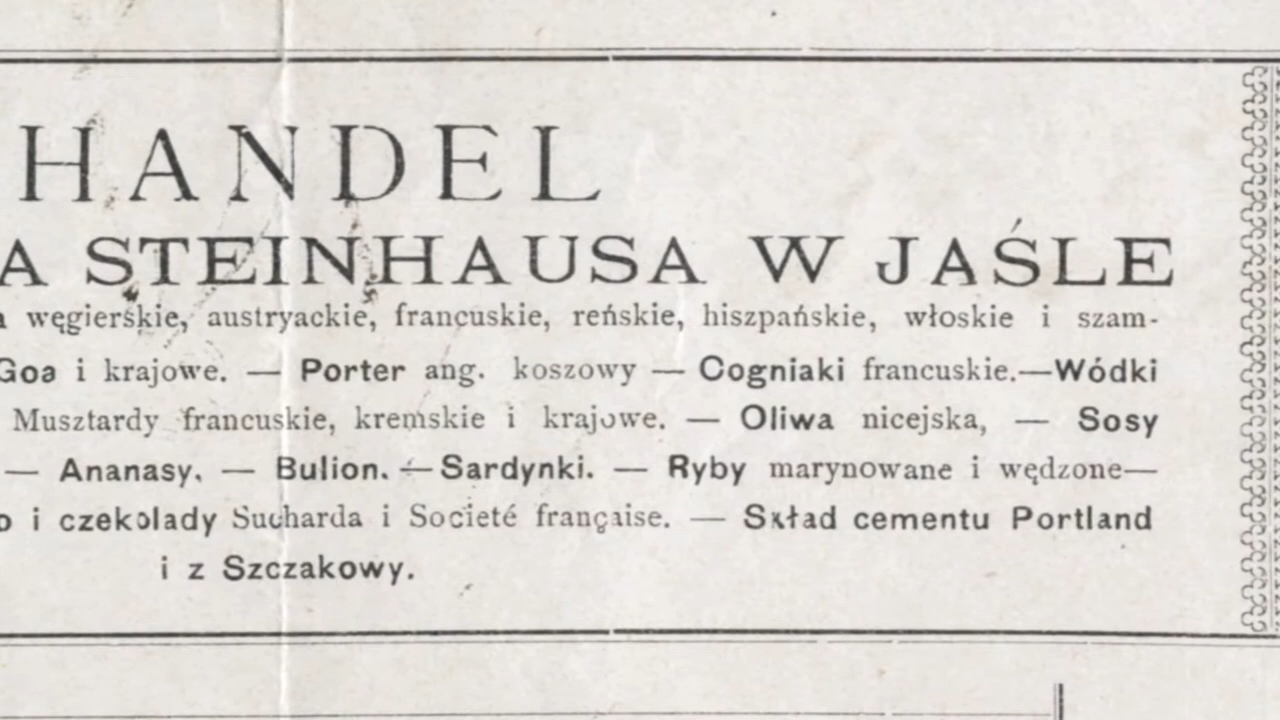 HANDEL
A STEINHAUSA W JAŚLE
a węgierskie, austryackie, francuskie, reńskie, hiszpańskie, włoskie i szam-
Goa i krajowe. — Porter ang. koszowy — Cogniaki francuskie.—Wódki
Musztardy francuskie, kremskie i krajowe. — Oliwa nicejska, — Sosy
— Ananasy. — Bulion. — Sardynki. — Ryby marynowane i wędzone—
o i czekolady Sucharda i Societé française. — Skład cementu Portland
i z Szczakowy.